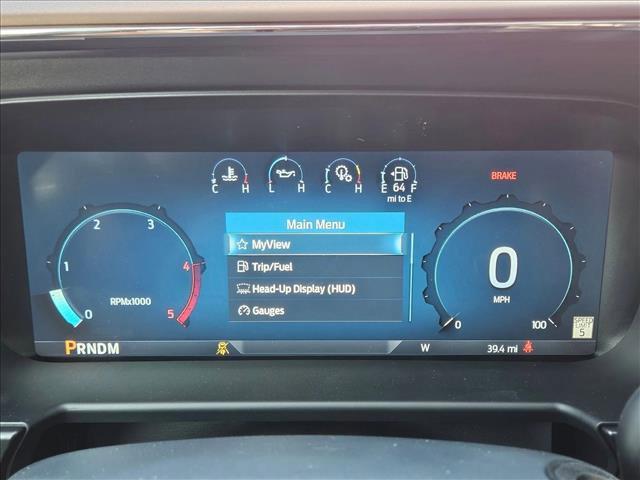 C H
L H
C H
E 64 F
mi to E
BRAKE
2 3
1 4
0 5
RPMx1000
Main Menu
MyView
Trip/Fuel
Head-Up Display (HUD)
Gauges
0
MPH
0 100
SPEED
LIMIT
5
PRNDM
W
39.4 mi